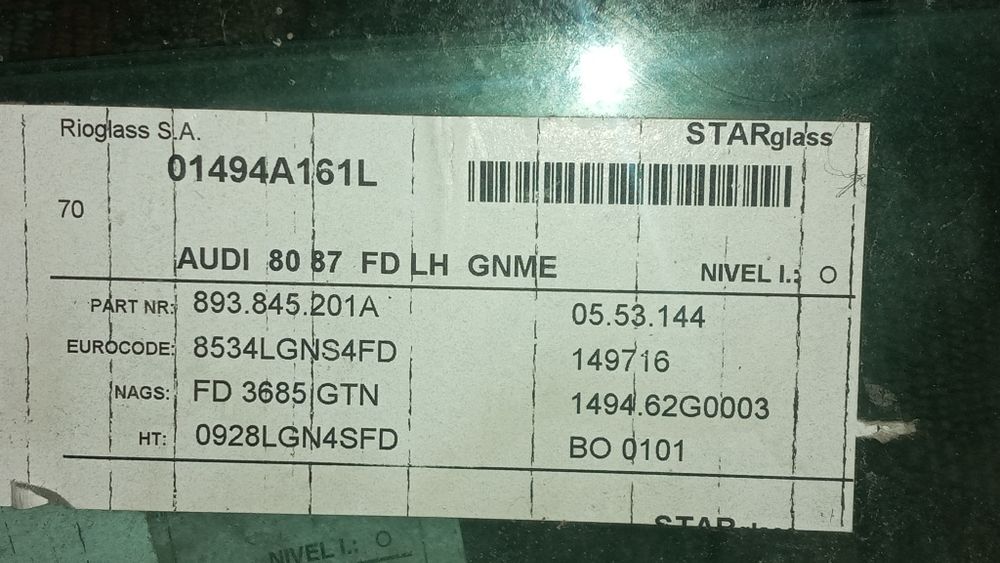 Rioglass S.A.
STARglass
01494A161L
70
AUDI 80 87 FD LH GNME
NIVEL I.: O
PART NR: 893.845.201A 05.53.144
EUROCODE: 8534LGNS4FD 149716
NAGS: FD 3685 GTN 1494.62G0003
HT: 0928LGN4SFD BO 0101
STARglass
NIVEL I.: O